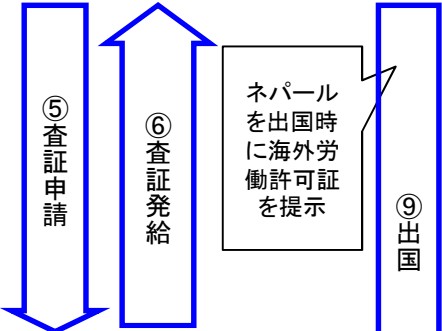 ⑤査証申請
⑥査証発給
ネパール
を出国時
に海外労
働許可証
を提示
⑨出国